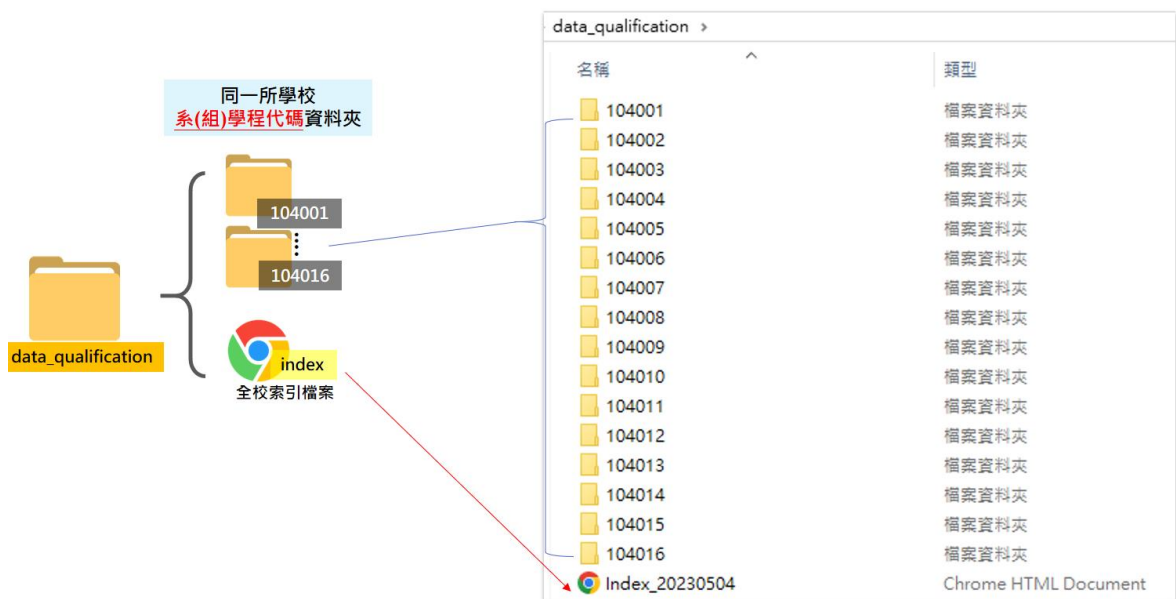 同一所學校
系(組)學程代碼資料夾
104001
104016
data_qualification
index
全校索引檔案
data_qualification >
名稱 類型
104001 檔案資料夾
104002 檔案資料夾
104003 檔案資料夾
104004 檔案資料夾
104005 檔案資料夾
104006 檔案資料夾
104007 檔案資料夾
104008 檔案資料夾
104009 檔案資料夾
104010 檔案資料夾
104011 檔案資料夾
104012 檔案資料夾
104013 檔案資料夾
104014 檔案資料夾
104015 檔案資料夾
104016 檔案資料夾
Index_20230504 Chrome HTML Document